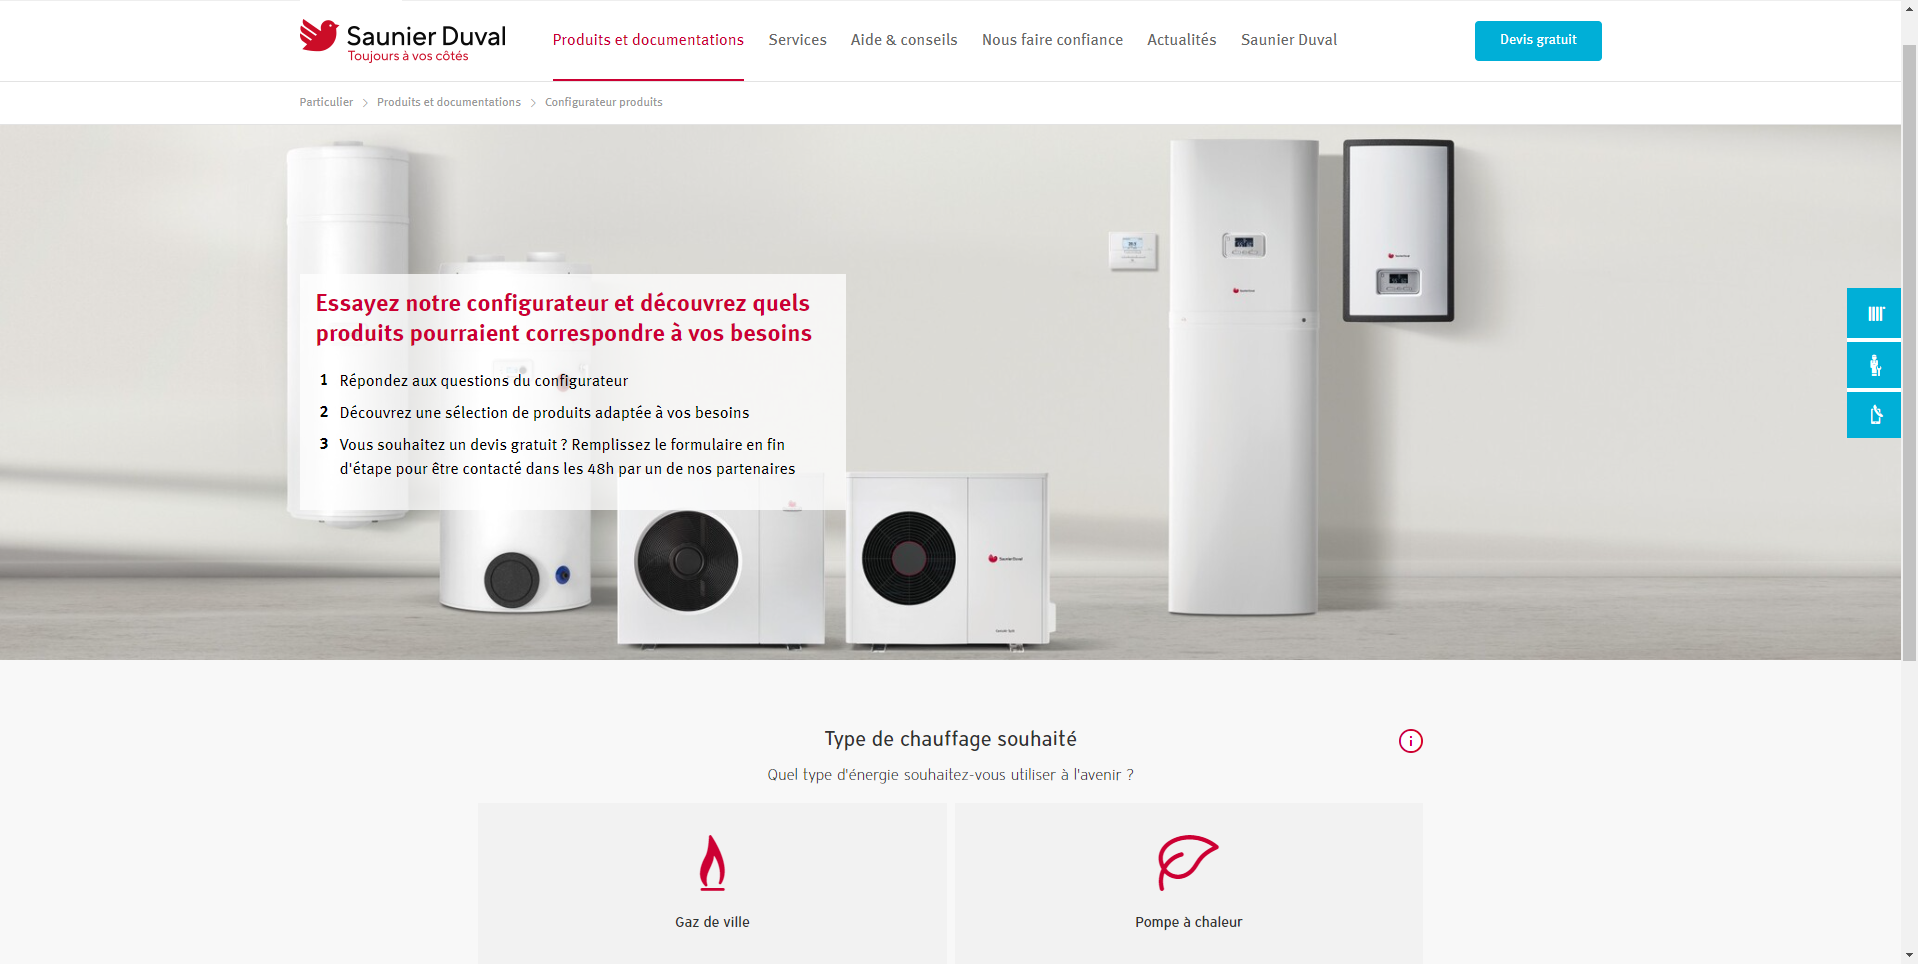 Saunier Duval
Toujours à vos côtés
Produits et documentations
Services
Aide & conseils
Nous faire confiance
Actualités
Saunier Duval
Devis gratuit
Particulier
Produits et documentations
Configurateur produits
Essayez notre configurateur et découvrez quels
produits pourraient correspondre à vos besoins
1 Répondez aux questions du configurateur
2 Découvrez une sélection de produits adaptée à vos besoins
3 Vous souhaitez un devis gratuit ? Remplissez le formulaire en fin
d'étape pour être contacté dans les 48h par un de nos partenaires
Saunier Duval
Type de chauffage souhaité
Quel type d'énergie souhaitez-vous utiliser à l'avenir ?
Gaz de ville
Pompe à chaleur